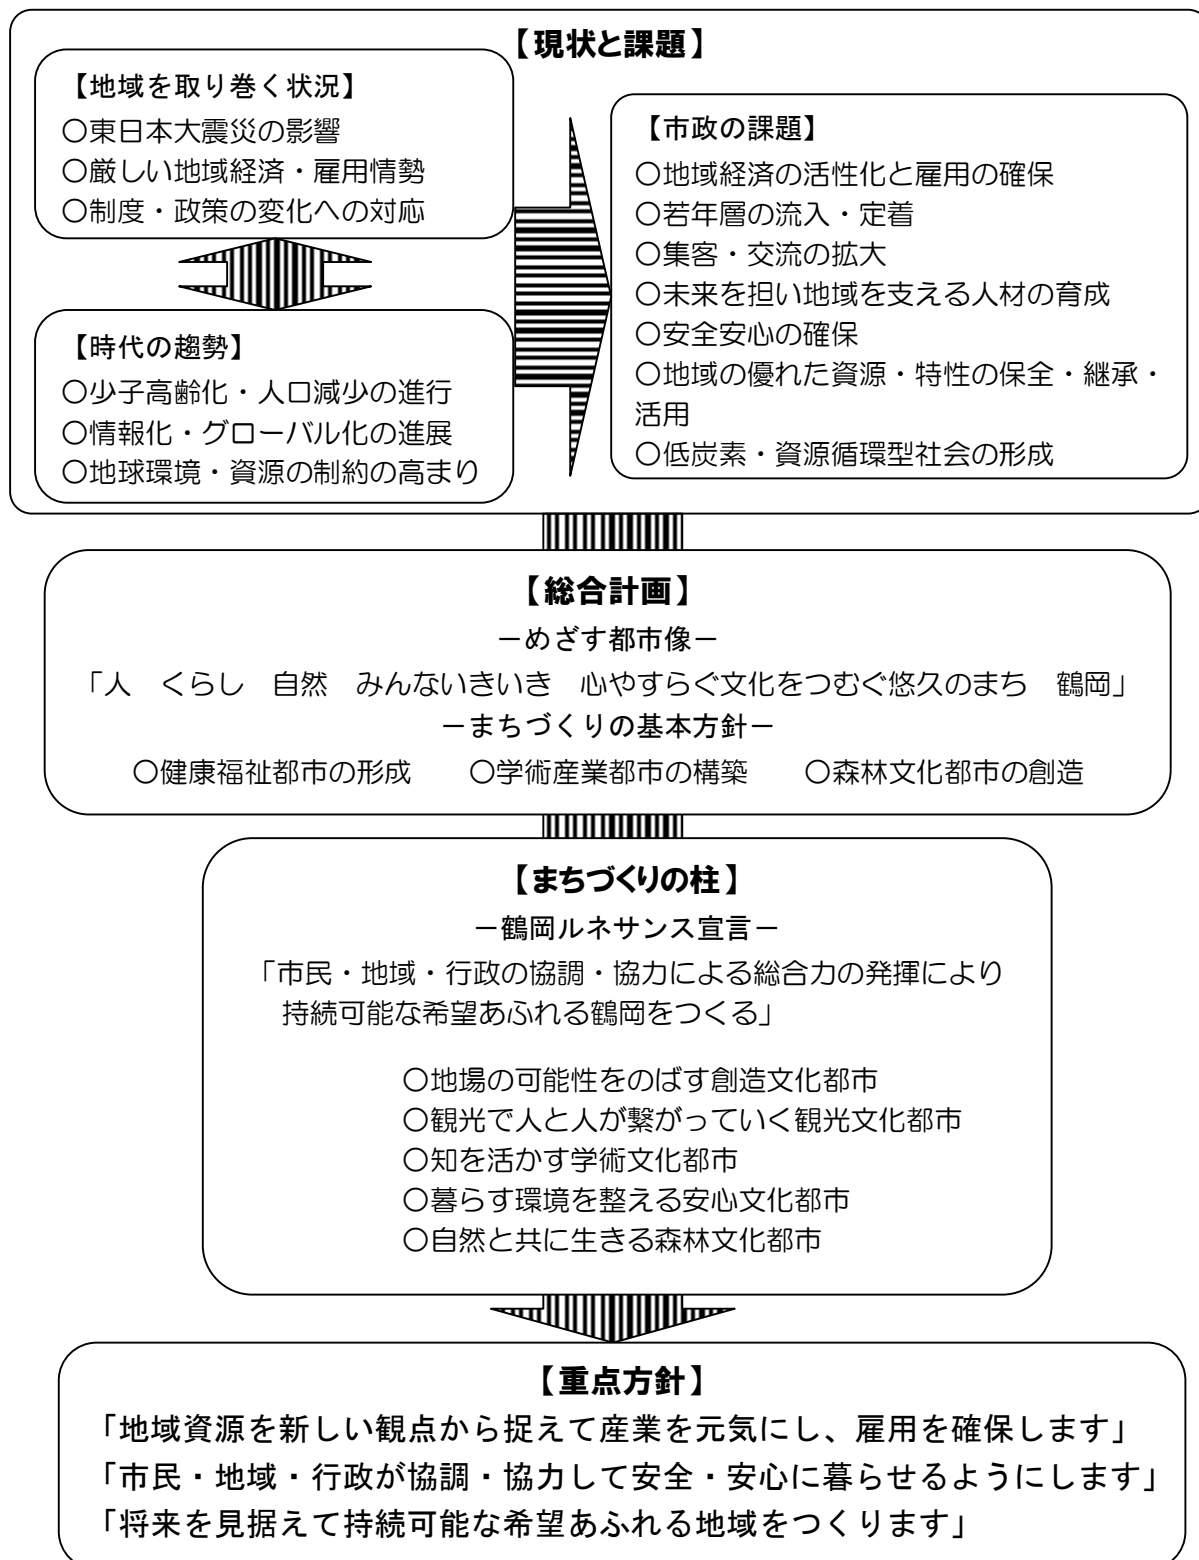 【現状と課題】
【地域を取り巻く状況】
○東日本大震災の影響
○厳しい地域経済・雇用情勢
○制度・政策の変化への対応
【時代の趨勢】
○少子高齢化・人口減少の進行
○情報化・グローバル化の進展
○地球環境・資源の制約の高まり
【市政の課題】
○地域経済の活性化と雇用の確保
○若年層の流入・定着
○集客・交流の拡大
○未来を担い地域を支える人材の育成
○安全安心の確保
○地域の優れた資源・特性の保全・継承・
活用
○低炭素・資源循環型社会の形成
【総合計画】
－めざす都市像－
「人　くらし　自然　みんないきいき　心やすらぐ文化をつむぐ悠久のまち　鶴岡」
－まちづくりの基本方針－
○健康福祉都市の形成　○学術産業都市の構築　○森林文化都市の創造
【まちづくりの柱】
－鶴岡ルネサンス宣言－
「市民・地域・行政の協調・協力による総合力の発揮により
持続可能な希望あふれる鶴岡をつくる」
○地場の可能性をのばす創造文化都市
○観光で人と人が繋がっていく観光文化都市
○知を活かす学術文化都市
○暮らす環境を整える安心文化都市
○自然と共に生きる森林文化都市
【重点方針】
「地域資源を新しい観点から捉えて産業を元気にし、雇用を確保します」
「市民・地域・行政が協調・協力して安全・安心に暮らせるようにします」
「将来を見据えて持続可能な希望あふれる地域をつくります」